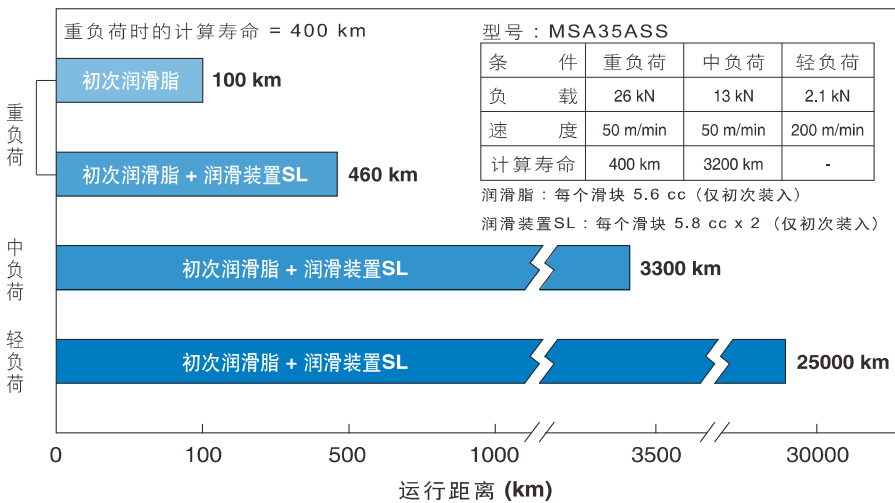 重负荷时的计算寿命 = 400 km
型号：MSA35ASS
条件 重负荷 中负荷 轻负荷
负载 26 kN 13 kN 2.1 kN
速度 50 m/min 50 m/min 200 m/min
计算寿命 400 km 3200 km -
润滑脂：每个滑块 5.6 cc（仅初次装入）
润滑装置SL：每个滑块 5.8 cc x 2（仅初次装入）
重负荷
初次润滑脂 100 km
初次润滑脂 + 润滑装置SL 460 km
中负荷
初次润滑脂 + 润滑装置SL 3300 km
轻负荷
初次润滑脂 + 润滑装置SL 25000 km
0 100 500 1000 3500 30000
运行距离 (km)